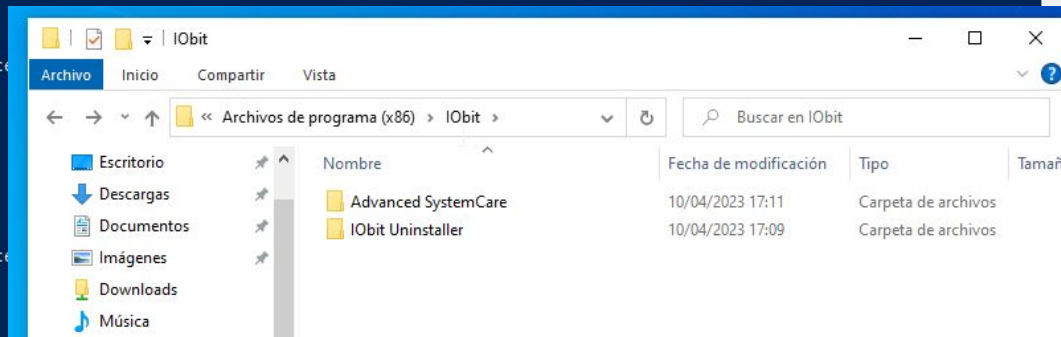 IObit
Archivo Inicio Compartir Vista
« Archivos de programa (x86) › IObit › Buscar en IObit
Nombre Fecha de modificación Tipo Tamañ
Escritorio
Descargas
Documentos
Imágenes
Downloads
Música
Advanced SystemCare 10/04/2023 17:11 Carpeta de archivos
IObit Uninstaller 10/04/2023 17:09 Carpeta de archivos